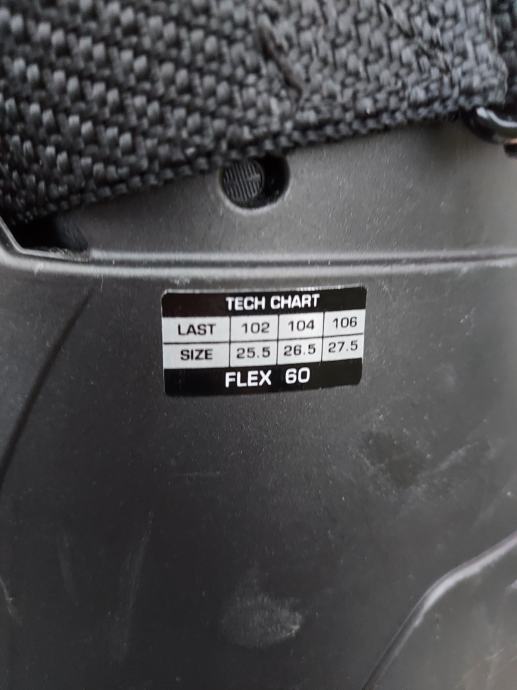 TECH CHART
LAST 102 104 106
SIZE 25.5 26.5 27.5
FLEX 60